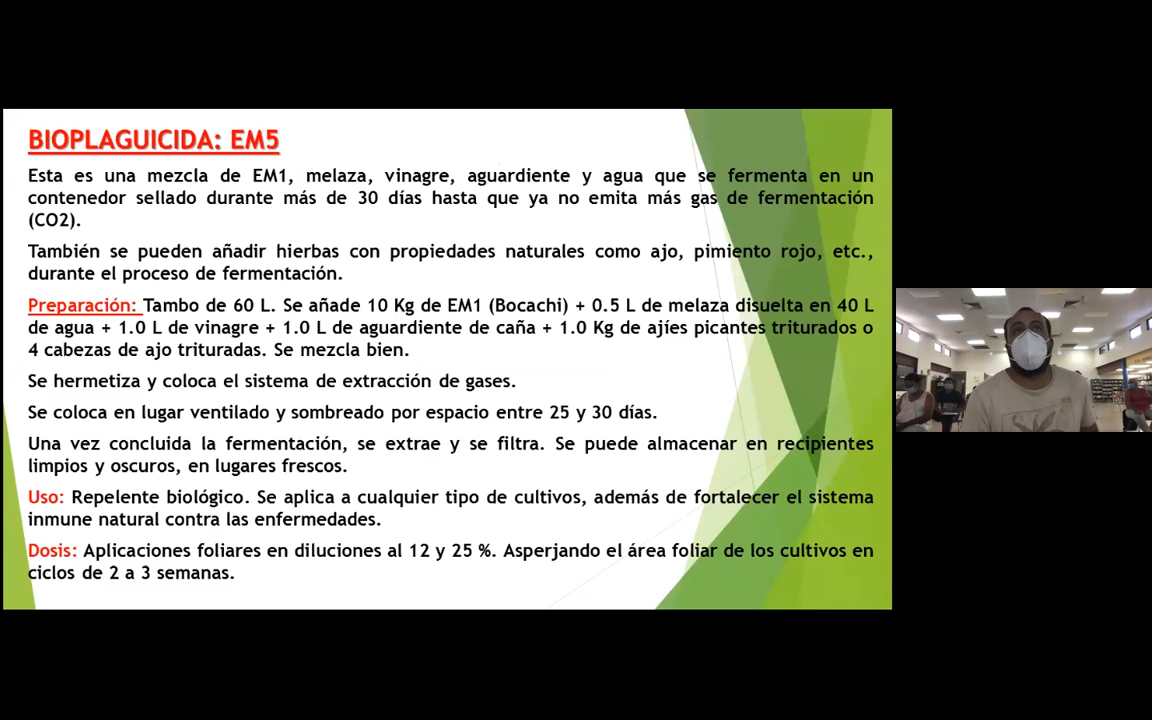 BIOPLAGUICIDA: EM5
Esta es una mezcla de EM1, melaza, vinagre, aguardiente y agua que se fermenta en un
contenedor sellado durante más de 30 días hasta que ya no emita más gas de fermentación
(CO2).
También se pueden añadir hierbas con propiedades naturales como ajo, pimiento rojo, etc.,
durante el proceso de fermentación.
Preparación: Tambo de 60 L. Se añade 10 Kg de EM1 (Bocachi) + 0.5 L de melaza disuelta en 40 L
de agua + 1.0 L de vinagre + 1.0 L de aguardiente de caña + 1.0 Kg de ajíes picantes triturados o
4 cabezas de ajo trituradas. Se mezcla bien.
Se hermetiza y coloca el sistema de extracción de gases.
Se coloca en lugar ventilado y sombreado por espacio entre 25 y 30 días.
Una vez concluida la fermentación, se extrae y se filtra. Se puede almacenar en recipientes
limpios y oscuros, en lugares frescos.
Uso: Repelente biológico. Se aplica a cualquier tipo de cultivos, además de fortalecer el sistema
inmune natural contra las enfermedades.
Dosis: Aplicaciones foliares en diluciones al 12 y 25 %. Asperjando el área foliar de los cultivos en
ciclos de 2 a 3 semanas.